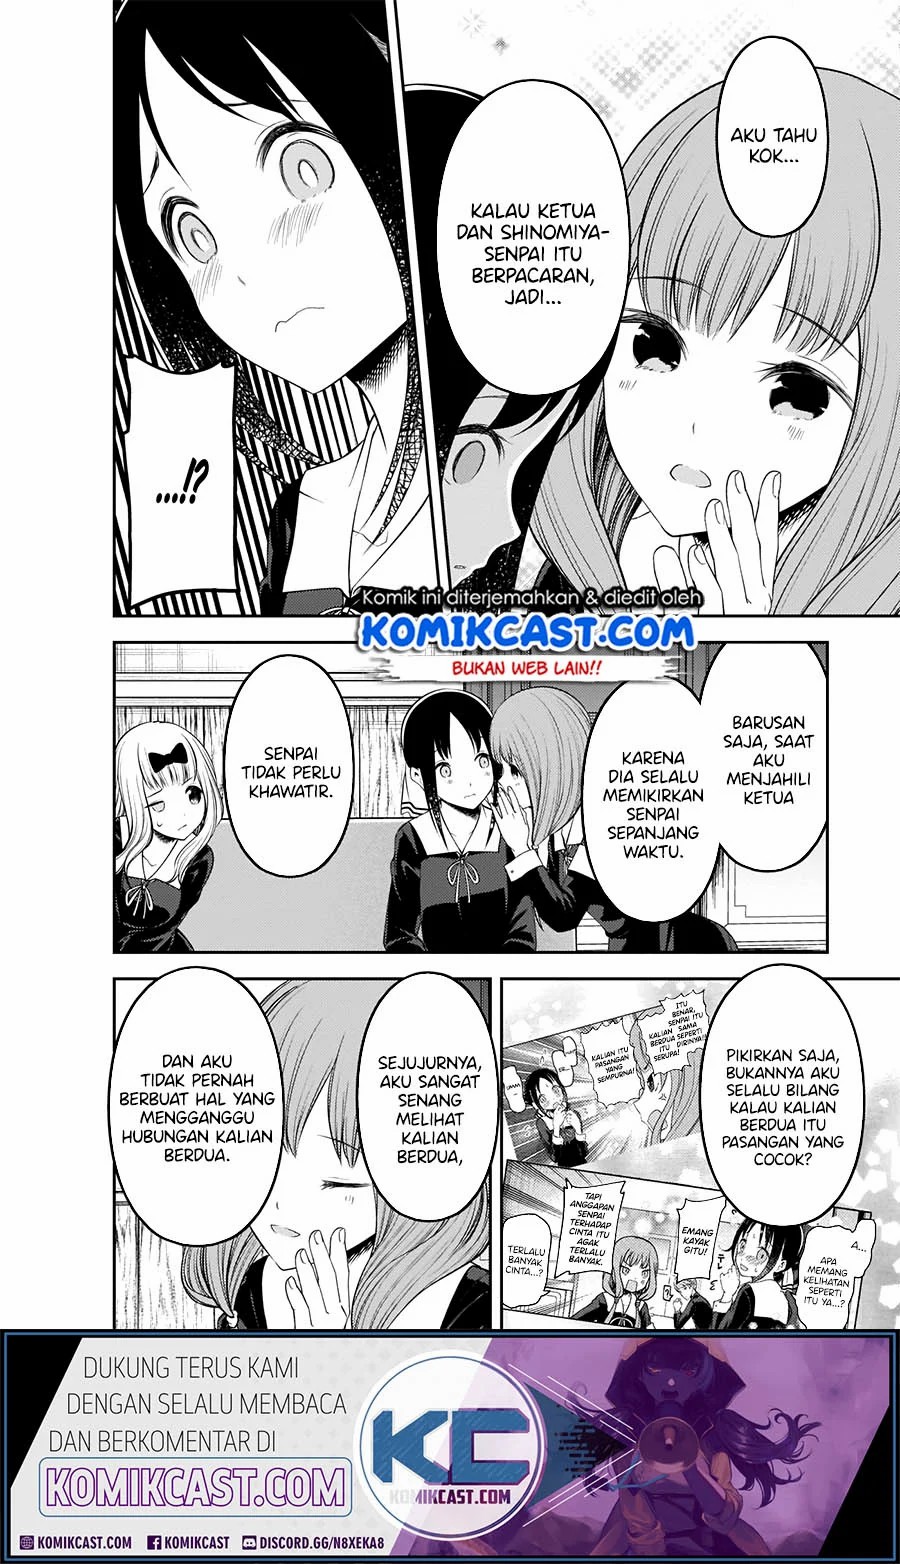 AKU TAHU
KOK...
KALAU KETUA
DAN SHINOMIYA-
SENPAI ITU
BERPACARAN,
JADI...
....!?
Komik ini diterjemahkan & diedit oleh
KOMIKCAST.COM
BUKAN WEB LAIN!!
BARUSAN
SAJA, SAAT
AKU
MENJAHILI
KETUA
KARENA
DIA SELALU
MEMIKIRKAN
SENPAI
SEPANJANG
WAKTU.
SENPAI
TIDAK PERLU
KHAWATIR.
PIKIRKAN SAJA,
BUKANNYA AKU
SELALU BILANG
KALAU KALIAN
BERDUA ITU
PASANGAN YANG
COCOK?
ITU
BENAR,
SENPAI ITU
KALIAN SAMA
BERDUA SEPERTI
ITU DIRINYA!!
SERUPA!
KALIAN ITU
PASANGAN
YANG
SEMPURNA!
A...
APA
MEMANG
KELIHATAN
SEPERTI
ITU YA...?
EMANG
KAYAK
GITU!
TAPI
ANGGAPAN
SENPAI
TERHADAP
CINTA ITU
AGAK
TERLALU
BANYAK.
TERLALU
BANYAK
CINTA...?
SEJUJURNYA,
AKU SANGAT
SENANG
MELIHAT
KALIAN
BERDUA,
DAN AKU
TIDAK PERNAH
BERBUAT HAL YANG
MENGGANGGU
HUBUNGAN KALIAN
BERDUA.
DUKUNG TERUS KAMI
DENGAN SELALU MEMBACA
DAN BERKOMENTAR DI
KOMIKCAST.COM
KOMIKCAST.COM
KOMIKCAST
DISCORD.GG/N8XEKA8
KC
KOMIKCAST.COM